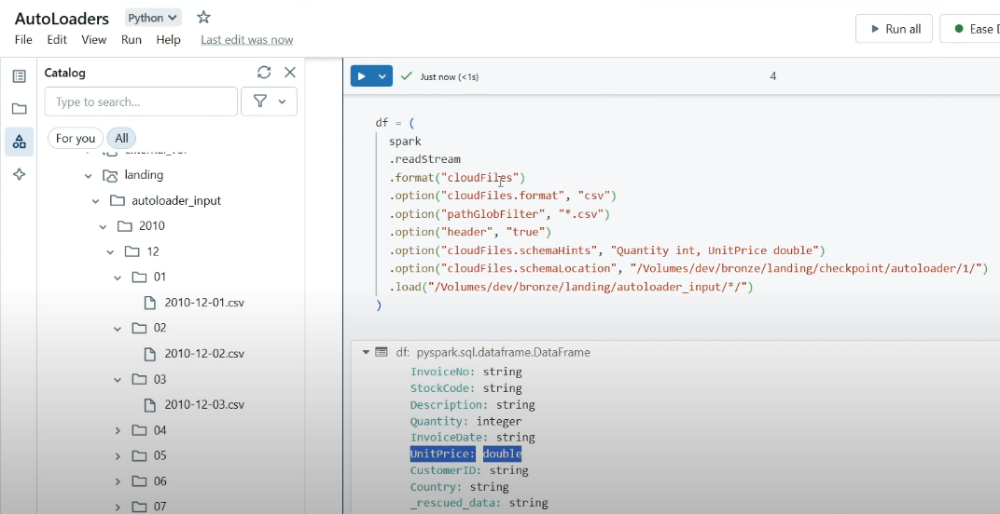 AutoLoaders Python
File Edit View Run Help Last edit was now
Run all
Ease
Catalog
Type to search...
For you All
landing
autoloader_input
2010
12
01
2010-12-01.csv
02
2010-12-02.csv
03
2010-12-03.csv
04
05
06
07
Just now (<1s) 4
df = (
spark
.readStream
.format("cloudFiles")
.option("cloudFiles.format", "csv")
.option("pathGlobFilter", "*.csv")
.option("header", "true")
.option("cloudFiles.schemaHints", "Quantity int, UnitPrice double")
.option("cloudFiles.schemaLocation", "/Volumes/dev/bronze/landing/checkpoint/autoloader/1/")
.load("/Volumes/dev/bronze/landing/autoloader_input/*/")
)
df: pyspark.sql.dataframe.DataFrame
InvoiceNo: string
StockCode: string
Description: string
Quantity: integer
InvoiceDate: string
UnitPrice: double
CustomerID: string
Country: string
_rescued_data: string